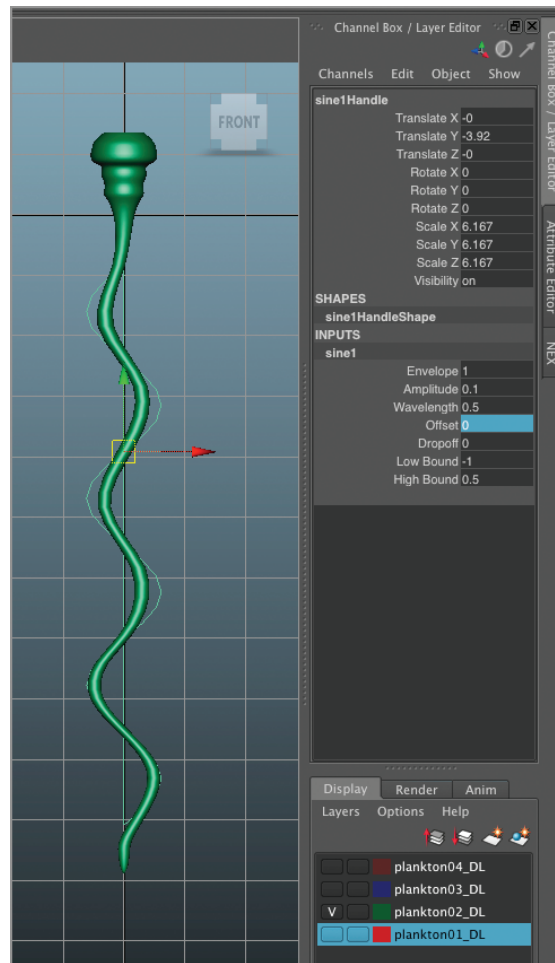 Channel Box / Layer Editor
Channels Edit Object Show
sine1Handle
Translate X -0
Translate Y -3.92
Translate Z -0
Rotate X 0
Rotate Y 0
Rotate Z 0
Scale X 6.167
Scale Y 6.167
Scale Z 6.167
Visibility on
SHAPES
sine1HandleShape
INPUTS
sine1
Envelope 1
Amplitude 0.1
Wavelength 0.5
Offset 0
Dropoff 0
Low Bound -1
High Bound 0.5
FRONT
Channel Box / Layer Editor
Attribute Editor
NEX
Display Render Anim
Layers Options Help
plankton04_DL
plankton03_DL
V plankton02_DL
plankton01_DL